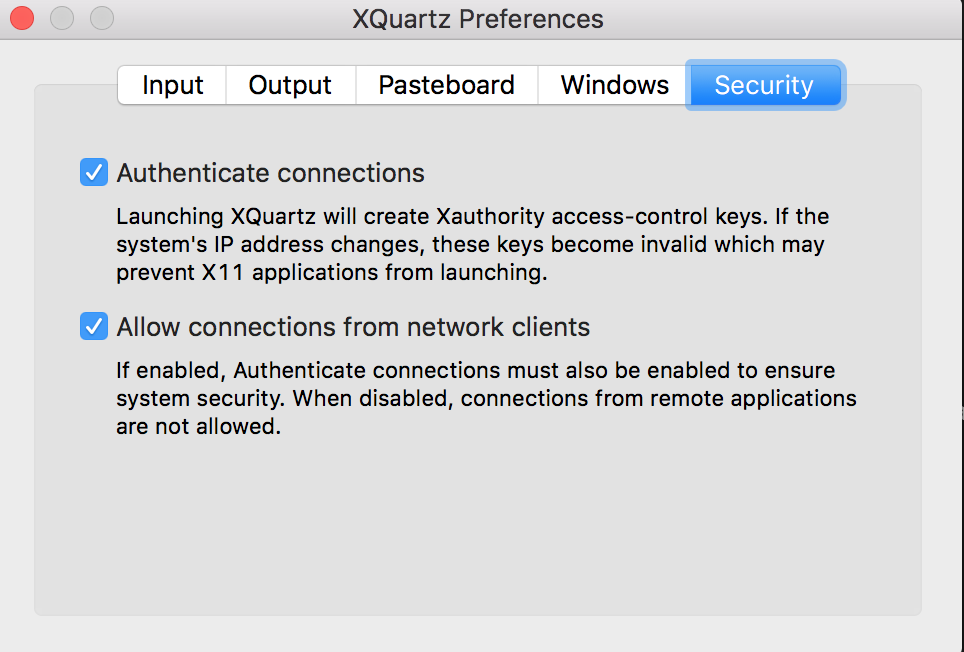 XQuartz Preferences
Input Output Pasteboard Windows Security
Authenticate connections
Launching XQuartz will create Xauthority access-control keys. If the
system's IP address changes, these keys become invalid which may
prevent X11 applications from launching.
Allow connections from network clients
If enabled, Authenticate connections must also be enabled to ensure
system security. When disabled, connections from remote applications
are not allowed.